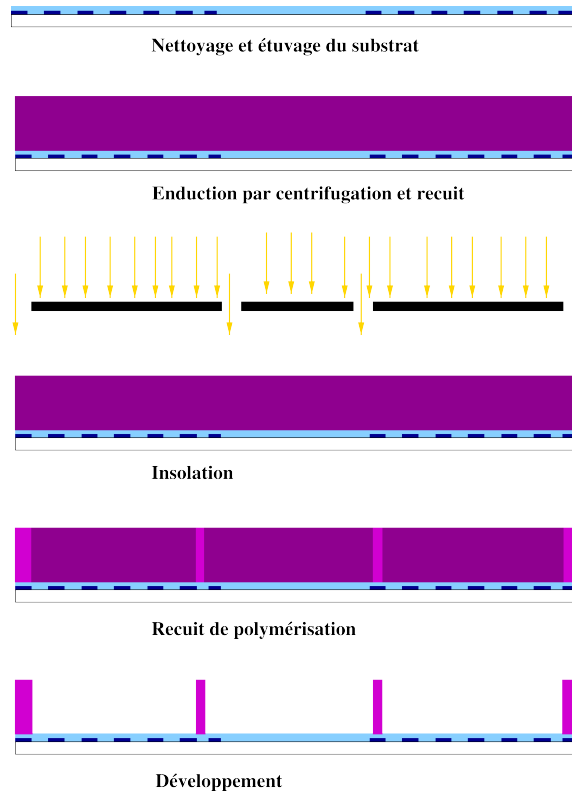 Nettoyage et étuvage du substrat
Enduction par centrifugation et recuit
Insolation
Recuit de polymérisation
Développement